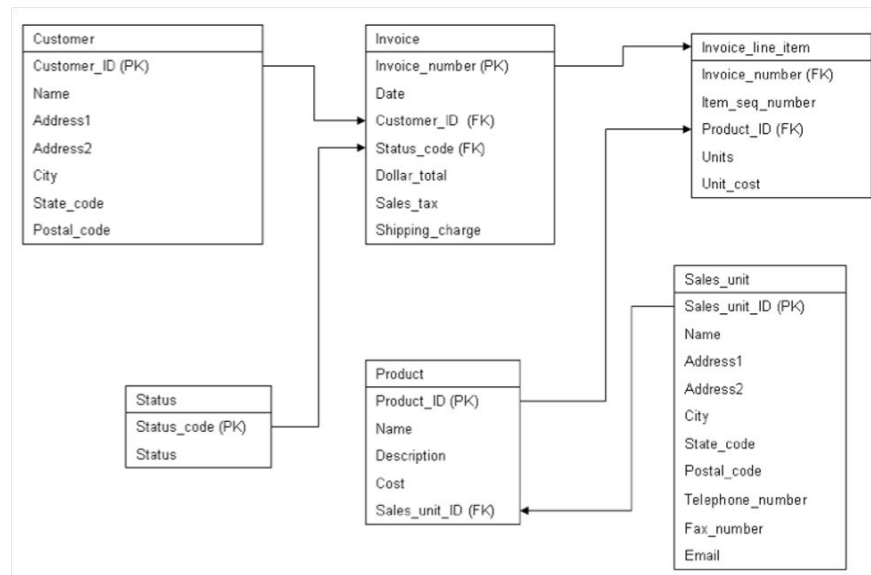 Customer
Customer_ID (PK)
Name
Address1
Address2
City
State_code
Postal_code
Invoice
Invoice_number (PK)
Date
Customer_ID (FK)
Status_code (FK)
Dollar_total
Sales_tax
Shipping_charge
Invoice_line_item
Invoice_number (FK)
Item_seq_number
Product_ID (FK)
Units
Unit_cost
Status
Status_code (PK)
Status
Product
Product_ID (PK)
Name
Description
Cost
Sales_unit_ID (FK)
Sales_unit
Sales_unit_ID (PK)
Name
Address1
Address2
City
State_code
Postal_code
Telephone_number
Fax_number
Email